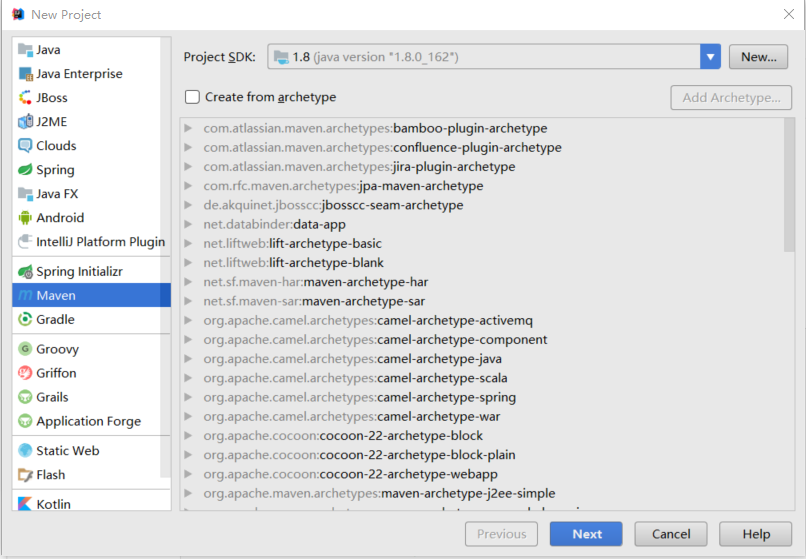 New Project
Java
Java Enterprise
JBoss
J2ME
Clouds
Spring
Java FX
Android
IntelliJ Platform Plugin
Spring Initializr
Maven
Gradle
Groovy
Griffon
Grails
Application Forge
Static Web
Flash
Kotlin
Project SDK: 1.8 (java version "1.8.0_162") New...
Create from archetype Add Archetype...
com.atlassian.maven.archetypes:bamboo-plugin-archetype
com.atlassian.maven.archetypes:confluence-plugin-archetype
com.atlassian.maven.archetypes:jira-plugin-archetype
com.rfc.maven.archetypes:jpa-maven-archetype
de.akquinet.jbosscc:jbosscc-seam-archetype
net.databinder:data-app
net.liftweb:lift-archetype-basic
net.liftweb:lift-archetype-blank
net.sf.maven-har:maven-archetype-har
net.sf.maven-sar:maven-archetype-sar
org.apache.camel.archetypes:camel-archetype-activemq
org.apache.camel.archetypes:camel-archetype-component
org.apache.camel.archetypes:camel-archetype-java
org.apache.camel.archetypes:camel-archetype-scala
org.apache.camel.archetypes:camel-archetype-spring
org.apache.camel.archetypes:camel-archetype-war
org.apache.cocoon:cocoon-22-archetype-block
org.apache.cocoon:cocoon-22-archetype-block-plain
org.apache.cocoon:cocoon-22-archetype-webapp
org.apache.maven.archetypes:maven-archetype-j2ee-simple
Previous Next Cancel Help